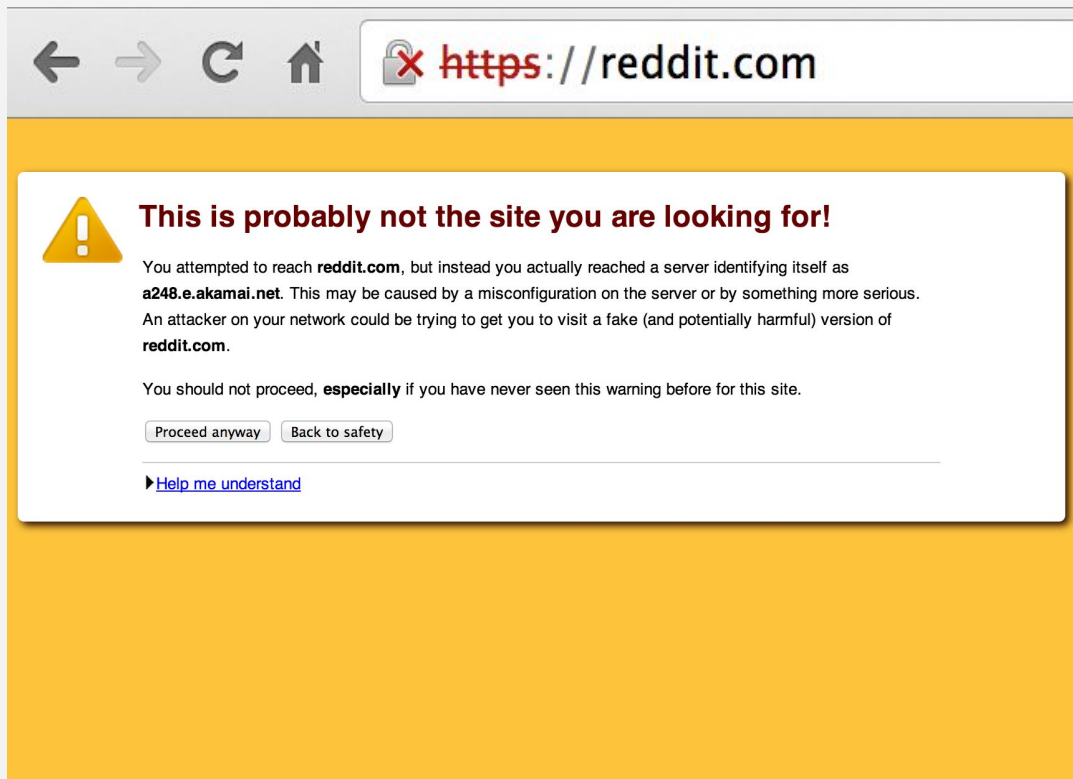 https://reddit.com
This is probably not the site you are looking for!
You attempted to reach reddit.com, but instead you actually reached a server identifying itself as
a248.e.akamai.net. This may be caused by a misconfiguration on the server or by something more serious.
An attacker on your network could be trying to get you to visit a fake (and potentially harmful) version of
reddit.com.
You should not proceed, especially if you have never seen this warning before for this site.
Proceed anyway Back to safety
Help me understand